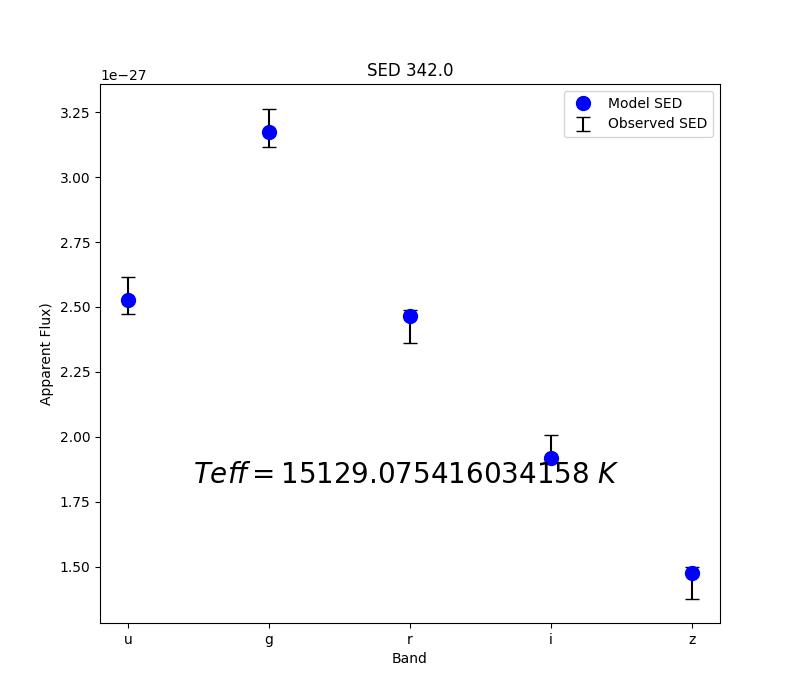 SED 342.0
1e−27
Model SED
Observed SED
3.25
3.00
2.75
2.50
2.25
2.00
1.75
1.50
Apparent Flux)
Teff = 15129.075416034158 K
u g r i z
Band